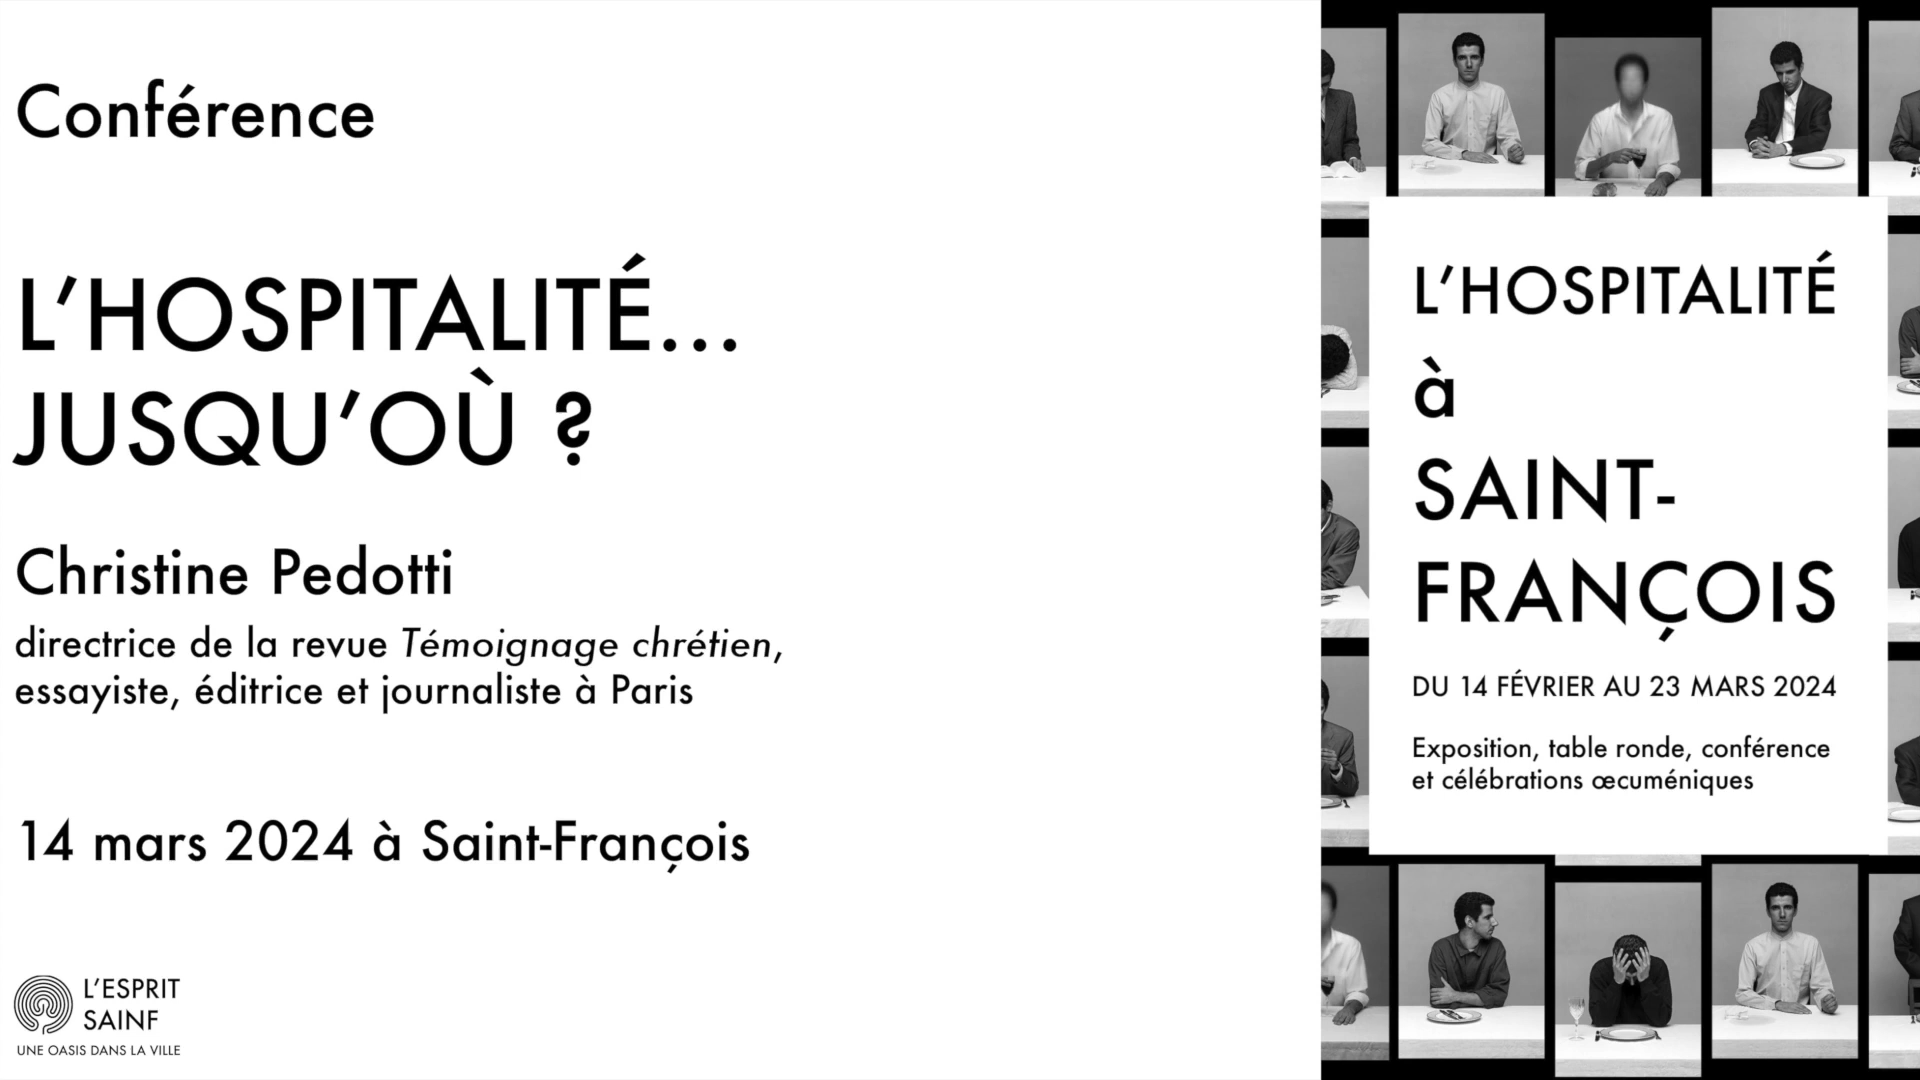 Conférence
L’HOSPITALITÉ…
JUSQU’OÙ ?
Christine Pedotti
directrice de la revue Témoignage chrétien,
essayiste, éditrice et journaliste à Paris
14 mars 2024 à Saint-François
L’ESPRIT
SAINF
UNE OASIS DANS LA VILLE
L’HOSPITALITÉ
à
SAINT-
FRANÇOIS
DU 14 FÉVRIER AU 23 MARS 2024
Exposition, table ronde, conférence
et célébrations œcuméniques